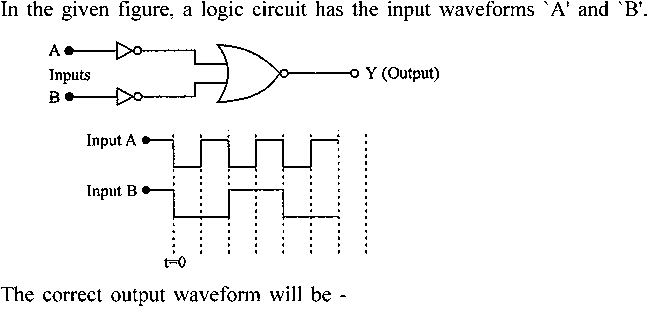 In the given figure, a logic circuit has the input waveforms `A' and `B'.
A
Inputs
Y (Output)
B
Input A
Input B
t=0
The correct output waveform will be -